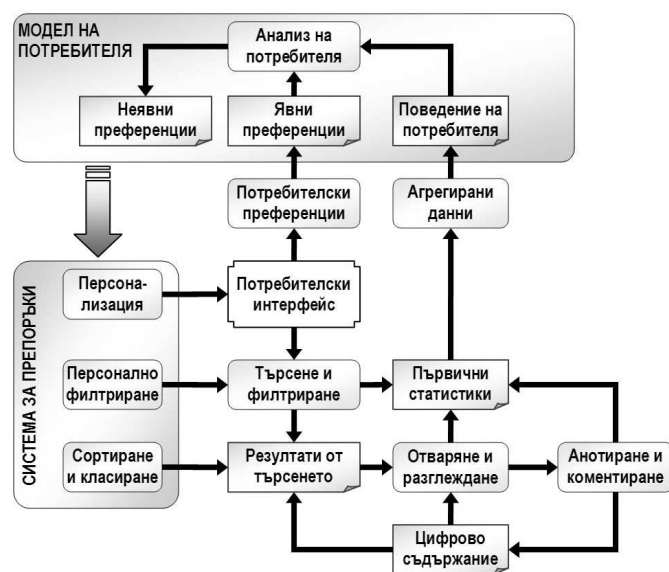 МОДЕЛ НА
ПОТРЕБИТЕЛЯ
Анализ на
потребителя
Неявни
преференции
Явни
преференции
Поведение на
потребителя
Потребителски
преференции
Агрегирани
данни
СИСТЕМА ЗА ПРЕПОРЪКИ
Персона-
лизация
Потребителски
интерфейс
Персонално
филтриране
Търсене и
филтриране
Първични
статистики
Сортиране
и класиране
Резултати от
търсенето
Отваряне и
разглеждане
Анотиране и
коментиране
Цифрово
съдържание